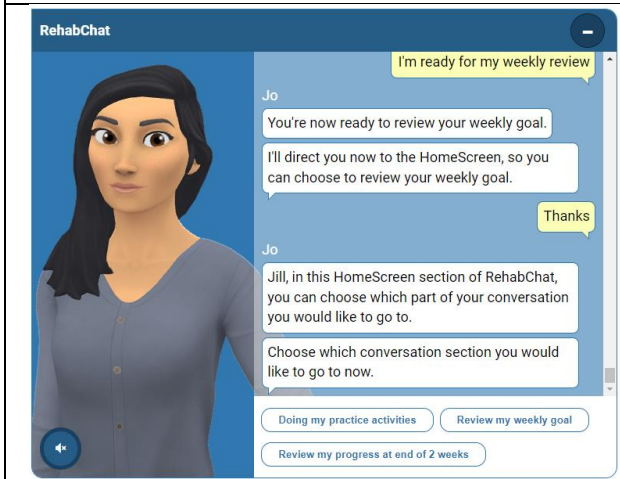 RehabChat
I'm ready for my weekly review
Jo
You're now ready to review your weekly goal.
I'll direct you now to the HomeScreen, so you
can choose to review your weekly goal.
Thanks
Jo
Jill, in this HomeScreen section of RehabChat,
you can choose which part of your conversation
you would like to go to.
Choose which conversation section you would
like to go to now.
Doing my practice activities
Review my weekly goal
Review my progress at end of 2 weeks